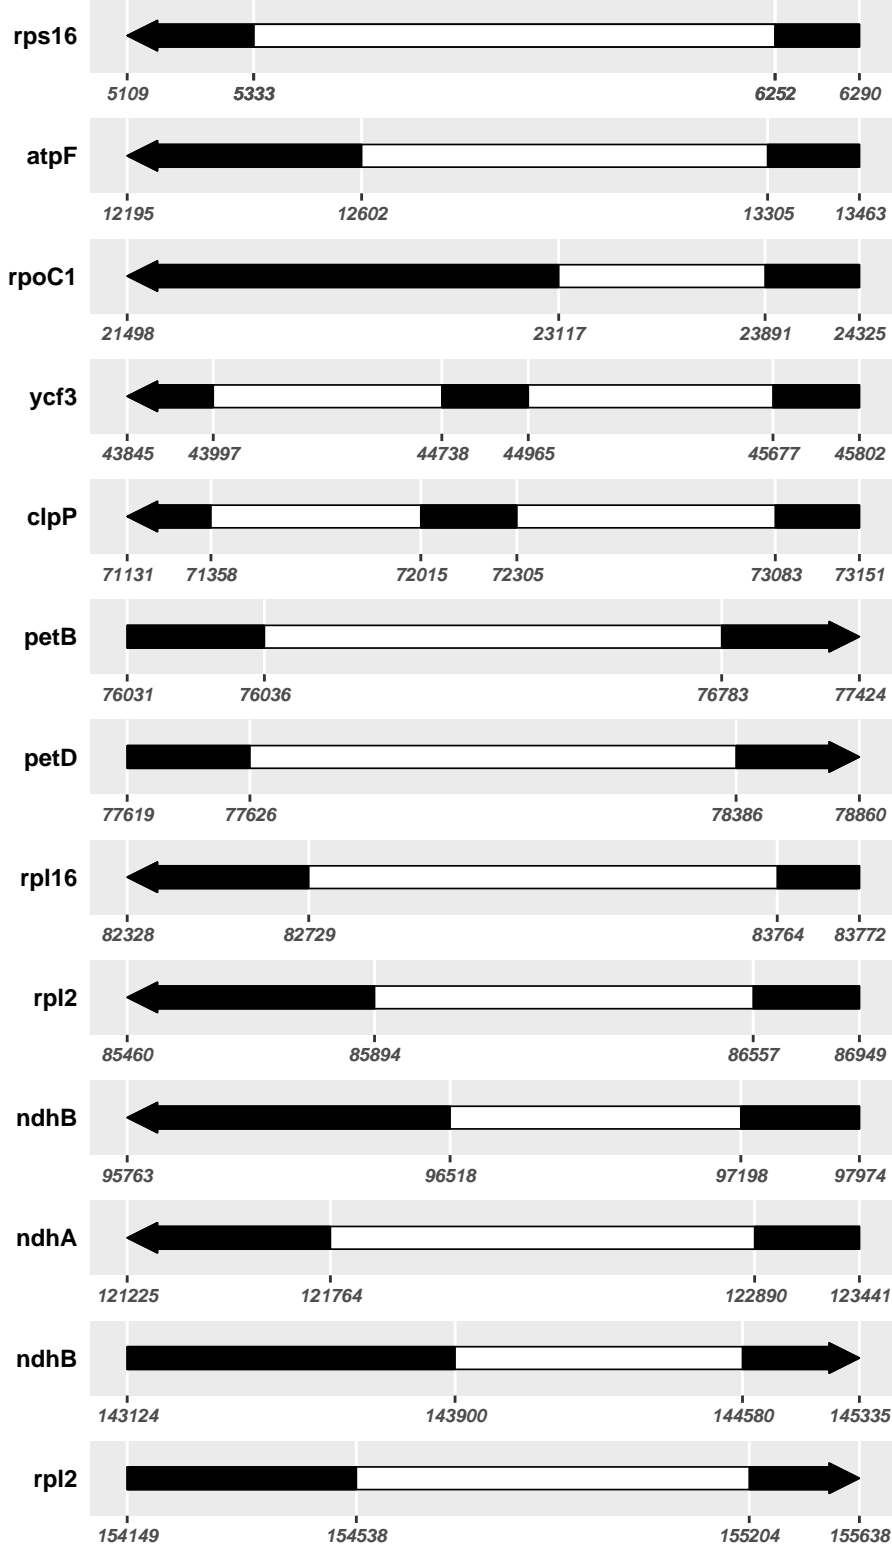 rps16
5109 5333 6252 6290
atpF
12195 12602 13305 13463
rpoC1
21498 23117 23891 24325
ycf3
43845 43997 44738 44965 45677 45802
clpP
71131 71358 72015 72305 73083 73151
petB
76031 76036 76783 77424
petD
77619 77626 78386 78860
rpl16
82328 82729 83764 83772
rpl2
85460 85894 86557 86949
ndhB
95763 96518 97198 97974
ndhA
121225 121764 122890 123441
ndhB
143124 143900 144580 145335
rpl2
154149 154538 155204 155638